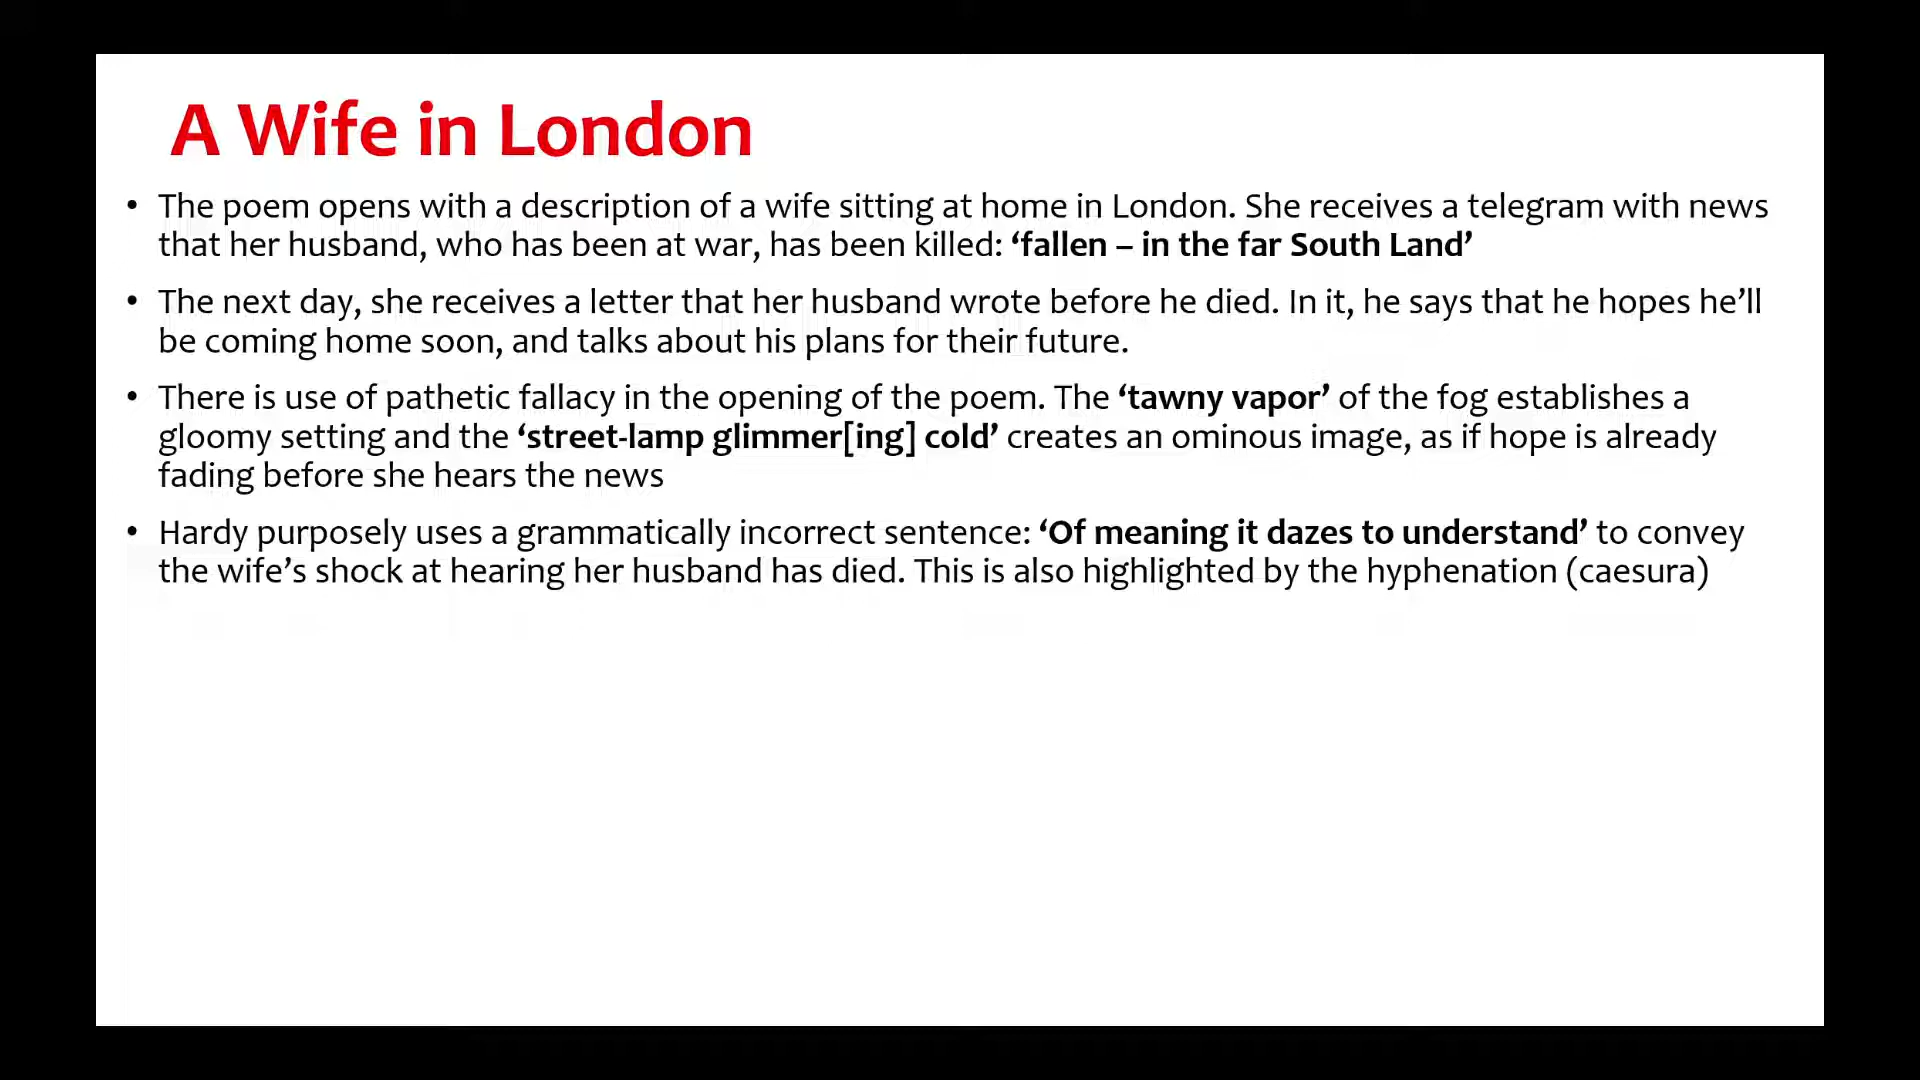 A Wife in London
• The poem opens with a description of a wife sitting at home in London. She receives a telegram with news
that her husband, who has been at war, has been killed: ‘fallen – in the far South Land’
• The next day, she receives a letter that her husband wrote before he died. In it, he says that he hopes he’ll
be coming home soon, and talks about his plans for their future.
• There is use of pathetic fallacy in the opening of the poem. The ‘tawny vapor’ of the fog establishes a
gloomy setting and the ‘street-lamp glimmer[ing] cold’ creates an ominous image, as if hope is already
fading before she hears the news
• Hardy purposely uses a grammatically incorrect sentence: ‘Of meaning it dazes to understand’ to convey
the wife’s shock at hearing her husband has died. This is also highlighted by the hyphenation (caesura)